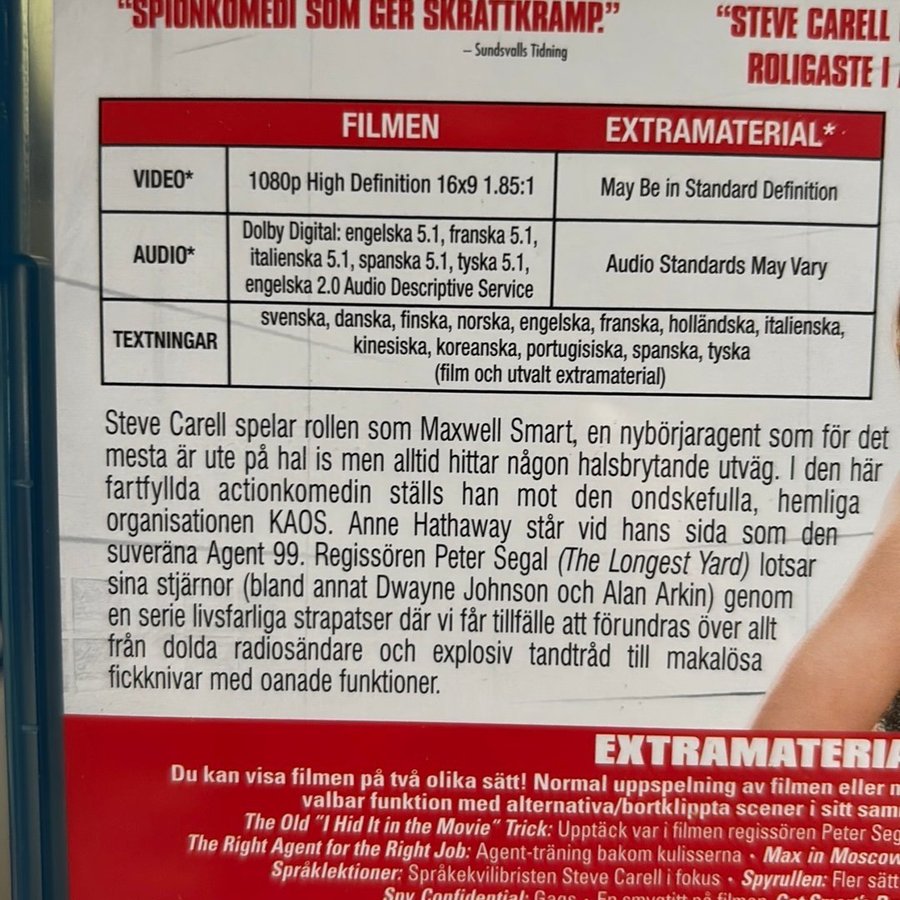 "SPIONKOMEDI SOM GER SKRATTKRAMP."
– Sundsvalls Tidning
"STEVE CARELL
ROLIGASTE I
FILMEN EXTRAMATERIAL*
VIDEO* 1080p High Definition 16x9 1.85:1 May Be in Standard Definition
AUDIO* Dolby Digital: engelska 5.1, franska 5.1,
italienska 5.1, spanska 5.1, tyska 5.1,
engelska 2.0 Audio Descriptive Service
Audio Standards May Vary
TEXTNINGAR svenska, danska, finska, norska, engelska, franska, holländska, italienska,
kinesiska, koreanska, portugisiska, spanska, tyska
(film och utvalt extramaterial)
Steve Carell spelar rollen som Maxwell Smart, en nybörjaragent som för det
mesta är ute på hal is men alltid hittar någon halsbrytande utväg. I den här
fartfyllda actionkomedin ställs han mot den ondskefulla, hemliga
organisationen KAOS. Anne Hathaway står vid hans sida som den
suveräna Agent 99. Regissören Peter Segal (The Longest Yard) lotsar
sina stjärnor (bland annat Dwayne Johnson och Alan Arkin) genom
en serie livsfarliga strapatser där vi får tillfälle att förundras över allt
från dolda radiosändare och explosiv tandtråd till makalösa
fickknivar med oanade funktioner.
EXTRAMATERIA
Du kan visa filmen på två olika sätt! Normal uppspelning av filmen eller
valbar funktion med alternativa/bortklippta scener i sitt
The Old "I Hid It in the Movie" Trick: Upptäck var i filmen regissören Peter
The Right Agent for the Right Job: Agent-träning bakom kulisserna • Max in Moscow
Språklektioner: Språkekvilibristen Steve Carell i fokus • Spyrullen: Fler sätt
Spy Confidential: Gags • En smygtitt på filmen